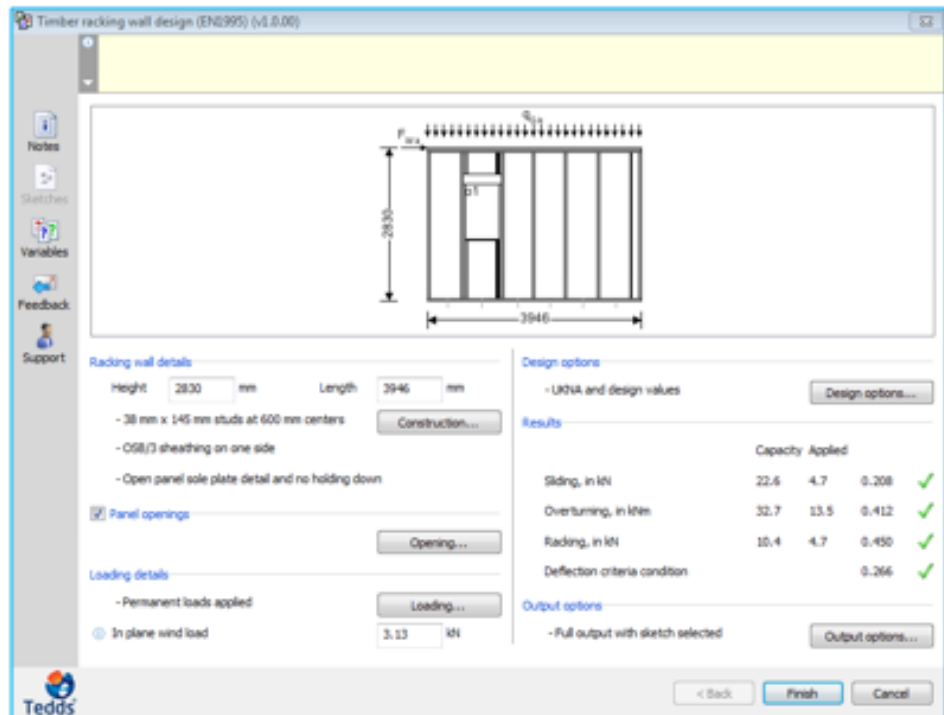 Timber racking wall design (EN1995) (v1.0.00)
Notes
Sketches
Variables
Feedback
Support
2830
b1
3946
Racking wall details
Height 2830 mm Length 3946 mm
- 38 mm x 145 mm studs at 600 mm centers
Construction...
- OSB/3 sheathing on one side
- Open panel sole plate detail and no holding down
Panel openings
Opening...
Loading details
- Permanent loads applied
Loading...
In plane wind load 3.13 kN
Design options
- UKNA and design values
Design options...
Results
Capacity Applied
Sliding, in kN 22.6 4.7 0.208
Overturning, in kNm 32.7 13.5 0.412
Racking, in kN 10.4 4.7 0.450
Deflection criteria condition 0.266
Output options
- Full output with sketch selected
Output options...
Tedds
< Back
Finish
Cancel